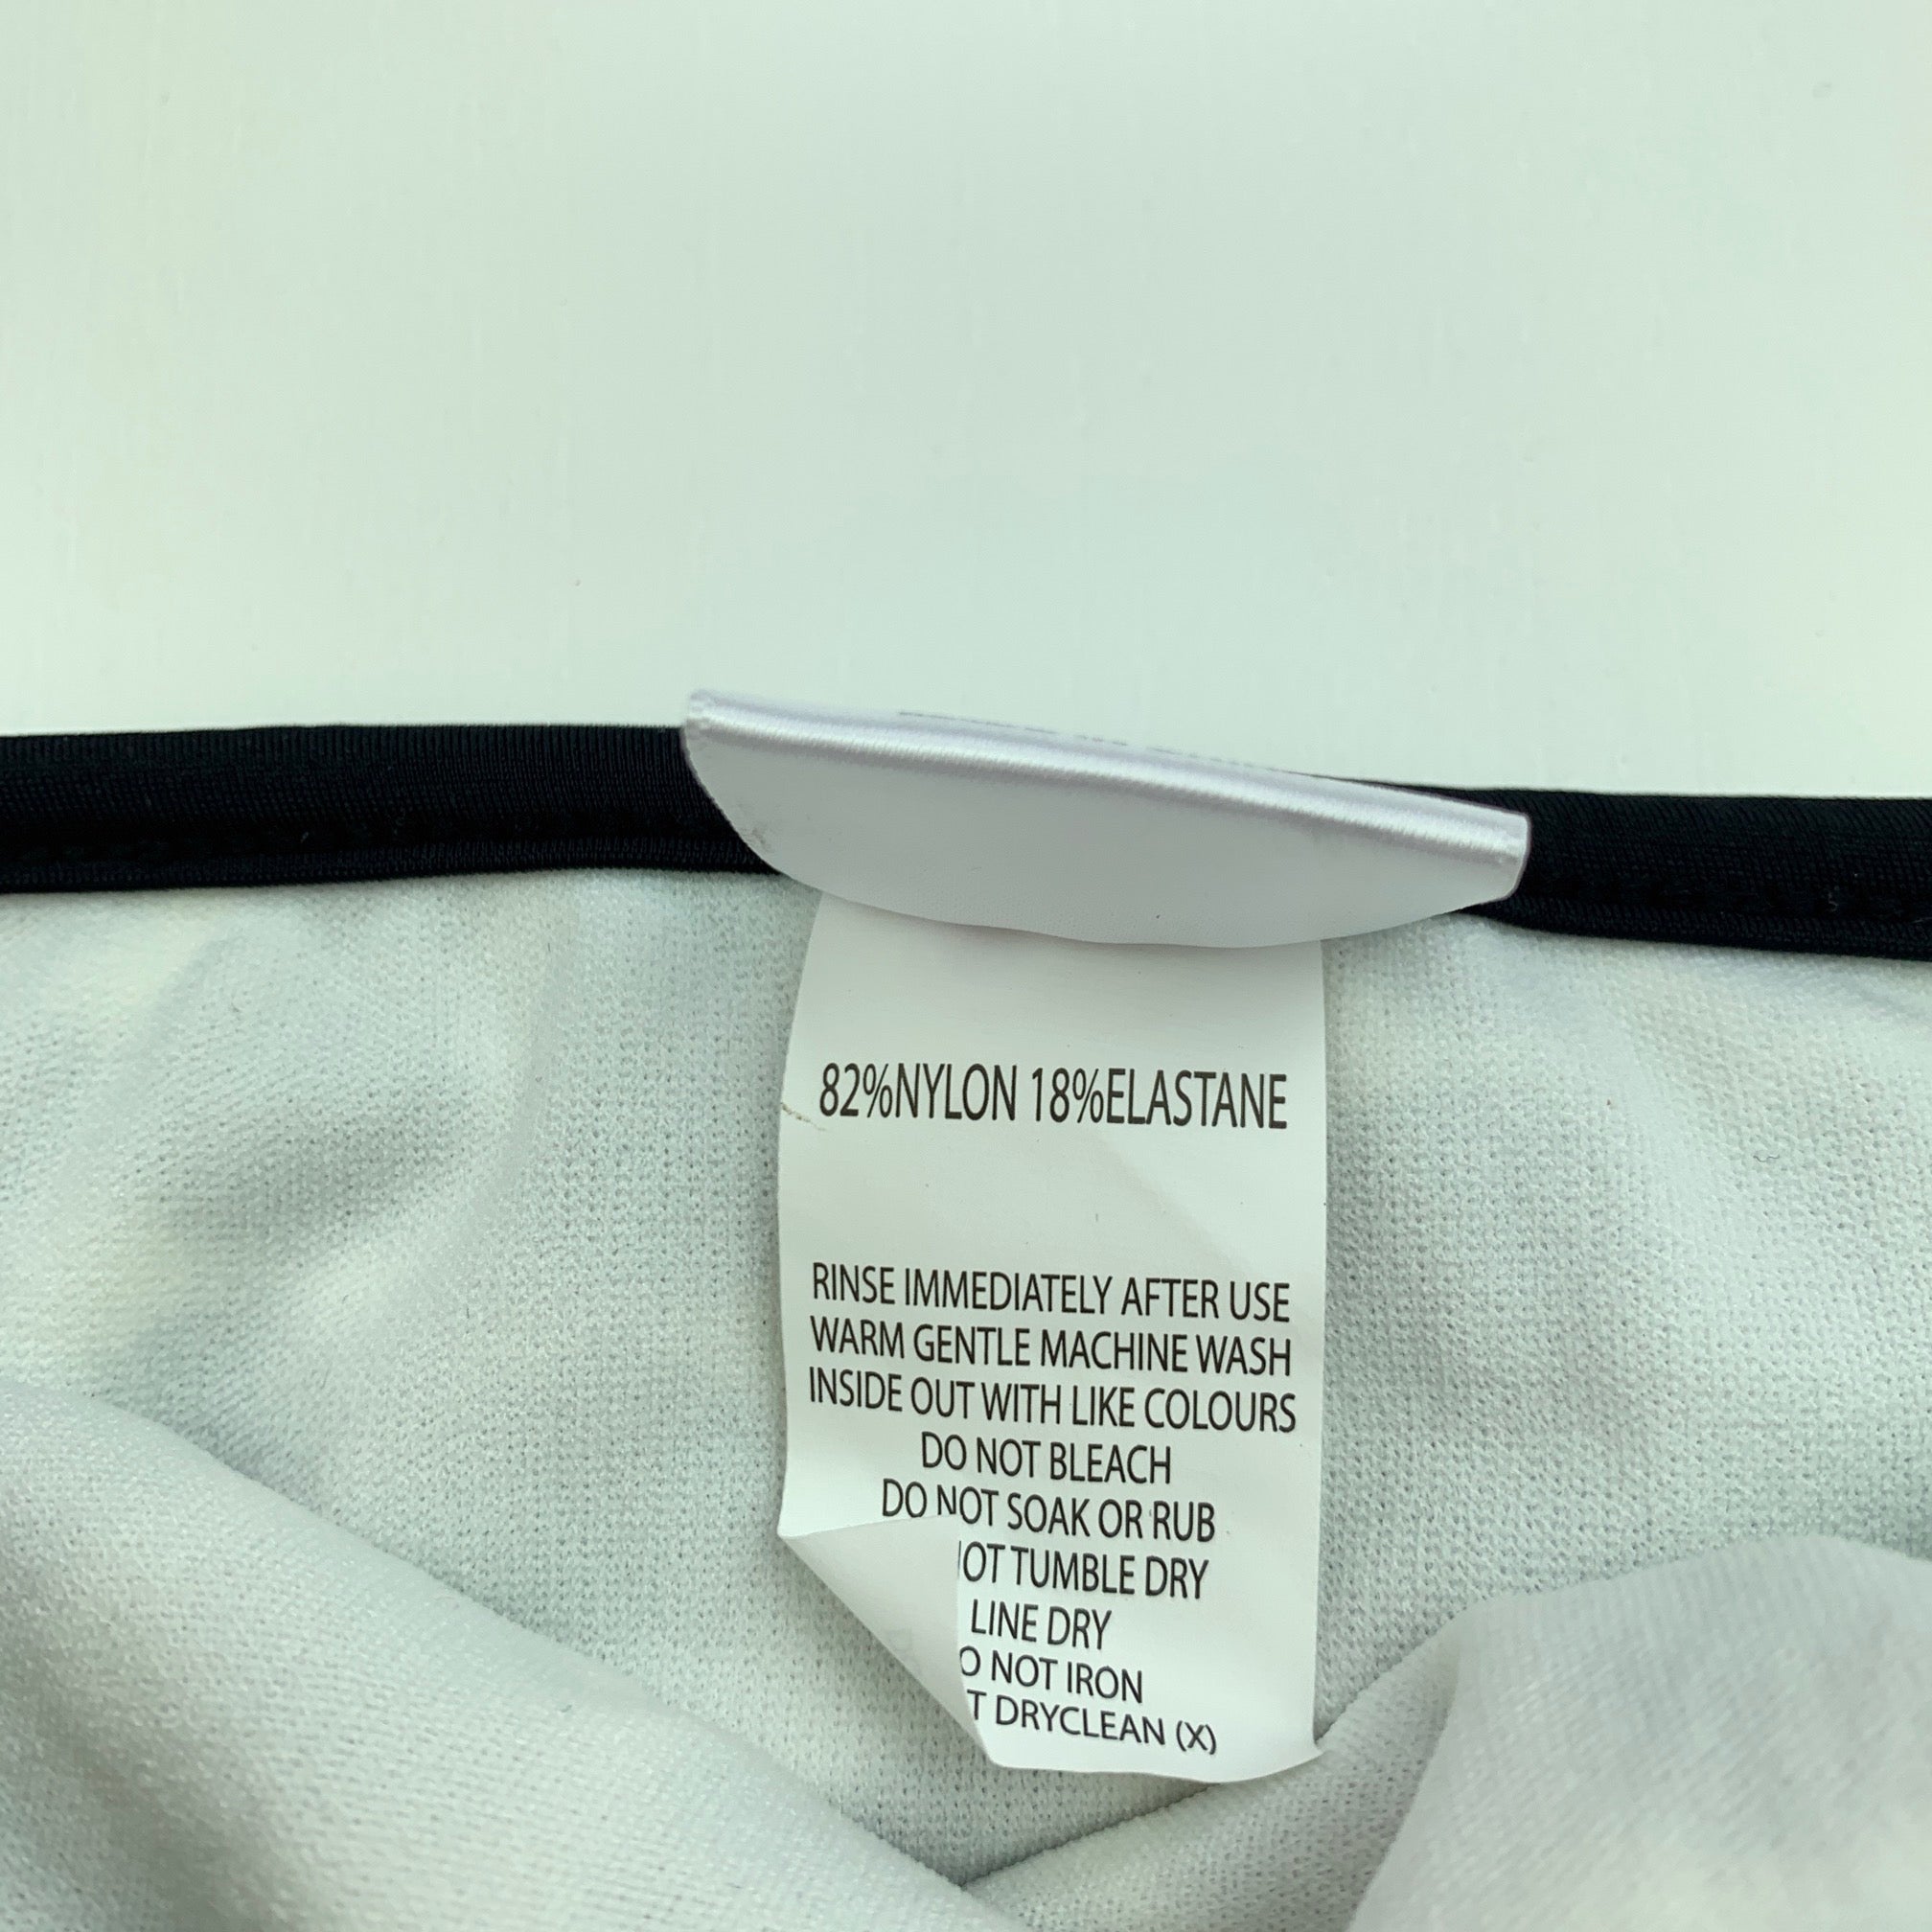 82%NYLON 18%ELASTANE
RINSE IMMEDIATELY AFTER USE
WARM GENTLE MACHINE WASH
INSIDE OUT WITH LIKE COLOURS
DO NOT BLEACH
DO NOT SOAK OR RUB
OT TUMBLE DRY
LINE DRY
O NOT IRON
T DRYCLEAN (X)